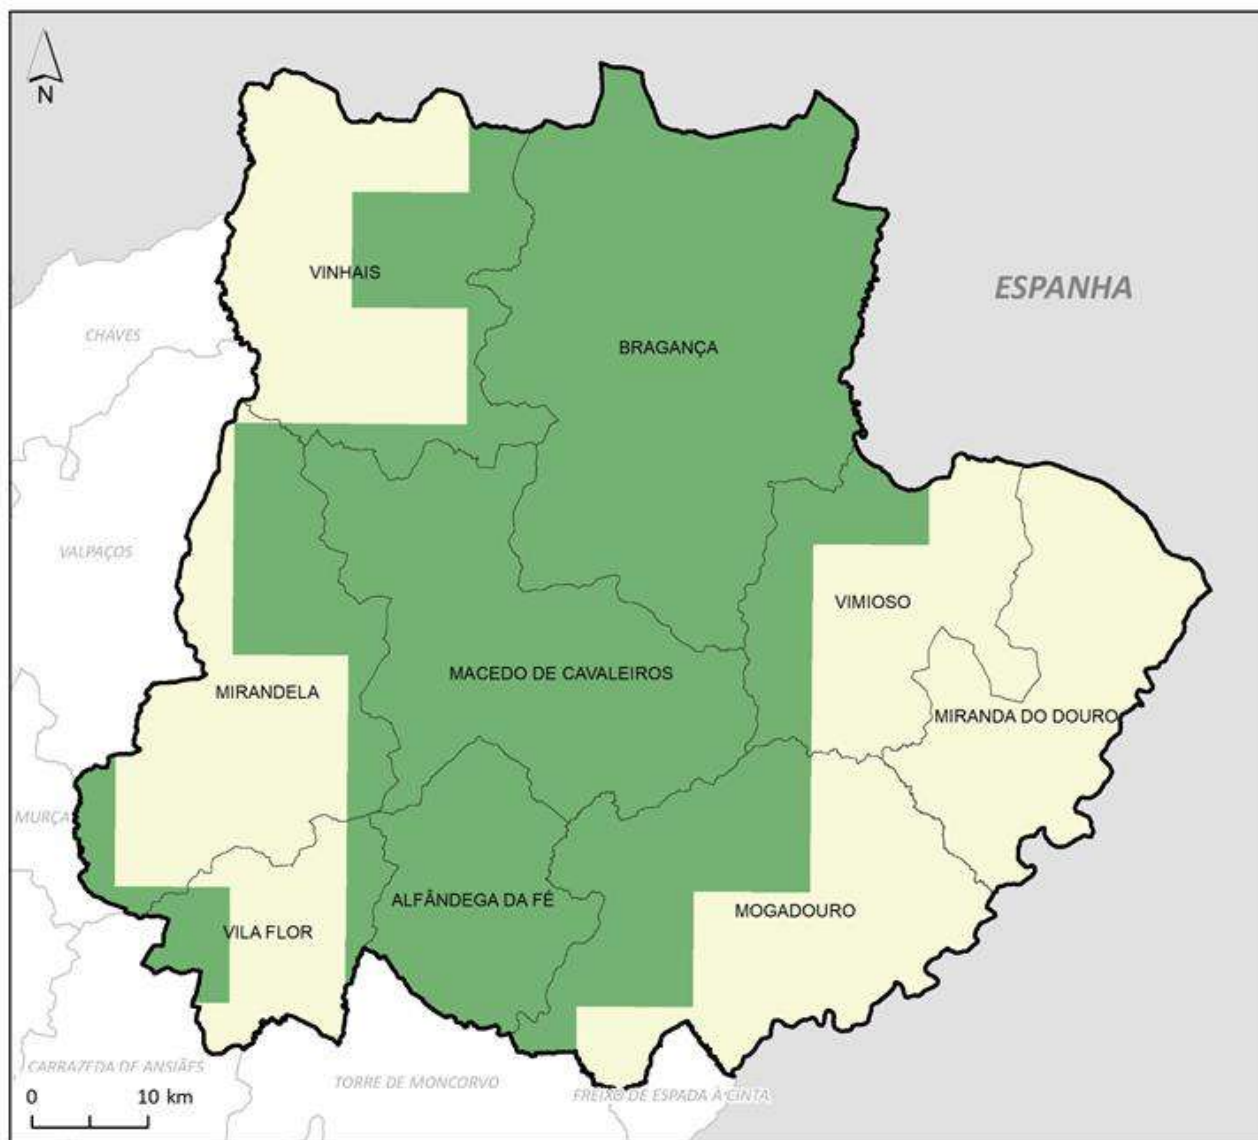 N
VINHAIS
ESPANHA
CHAVES
BRAGANÇA
VALPAÇOS
VIMIOSO
MACEDO DE CAVALEIROS
MIRANDELA
MIRANDA DO DOURO
MURÇA
ALFÂNDEGA DA FÉ
MOGADOURO
VILA FLOR
CARRAZEDA DE ANSIÃES
TORRE DE MONCORVO
FREIXO DE ESPADA À CINTA
0 10 km